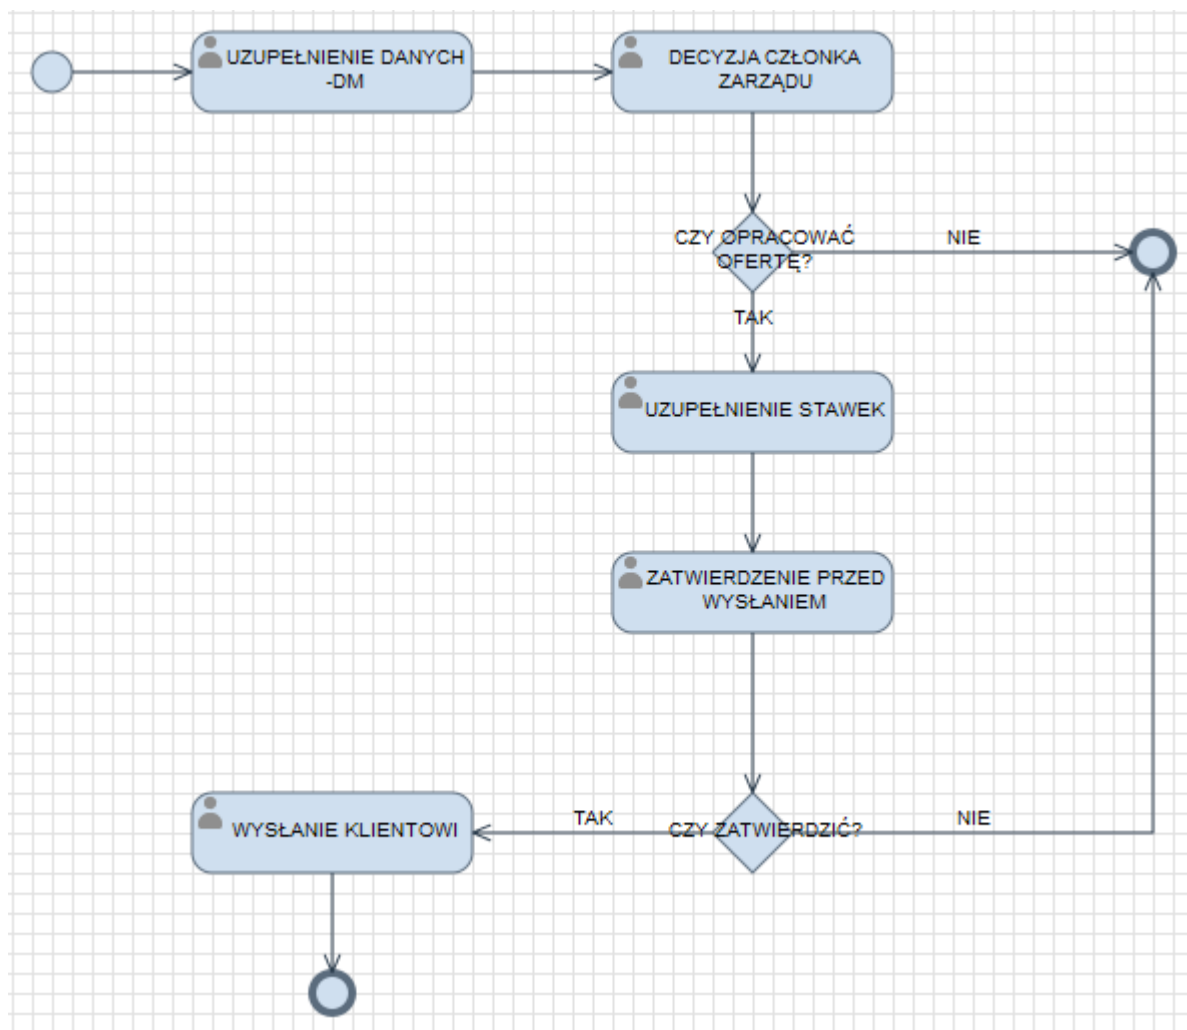 UZUPEŁNIENIE DANYCH
-DM
DECYZJA CZŁONKA
ZARZĄDU
CZY OPRACOWAĆ
OFERTĘ?
NIE
TAK
UZUPEŁNIENIE STAWEK
ZATWIERDZENIE PRZED
WYSŁANIEM
WYSŁANIE KLIENTOWI
TAK
CZY ZATWIERDZIĆ?
NIE